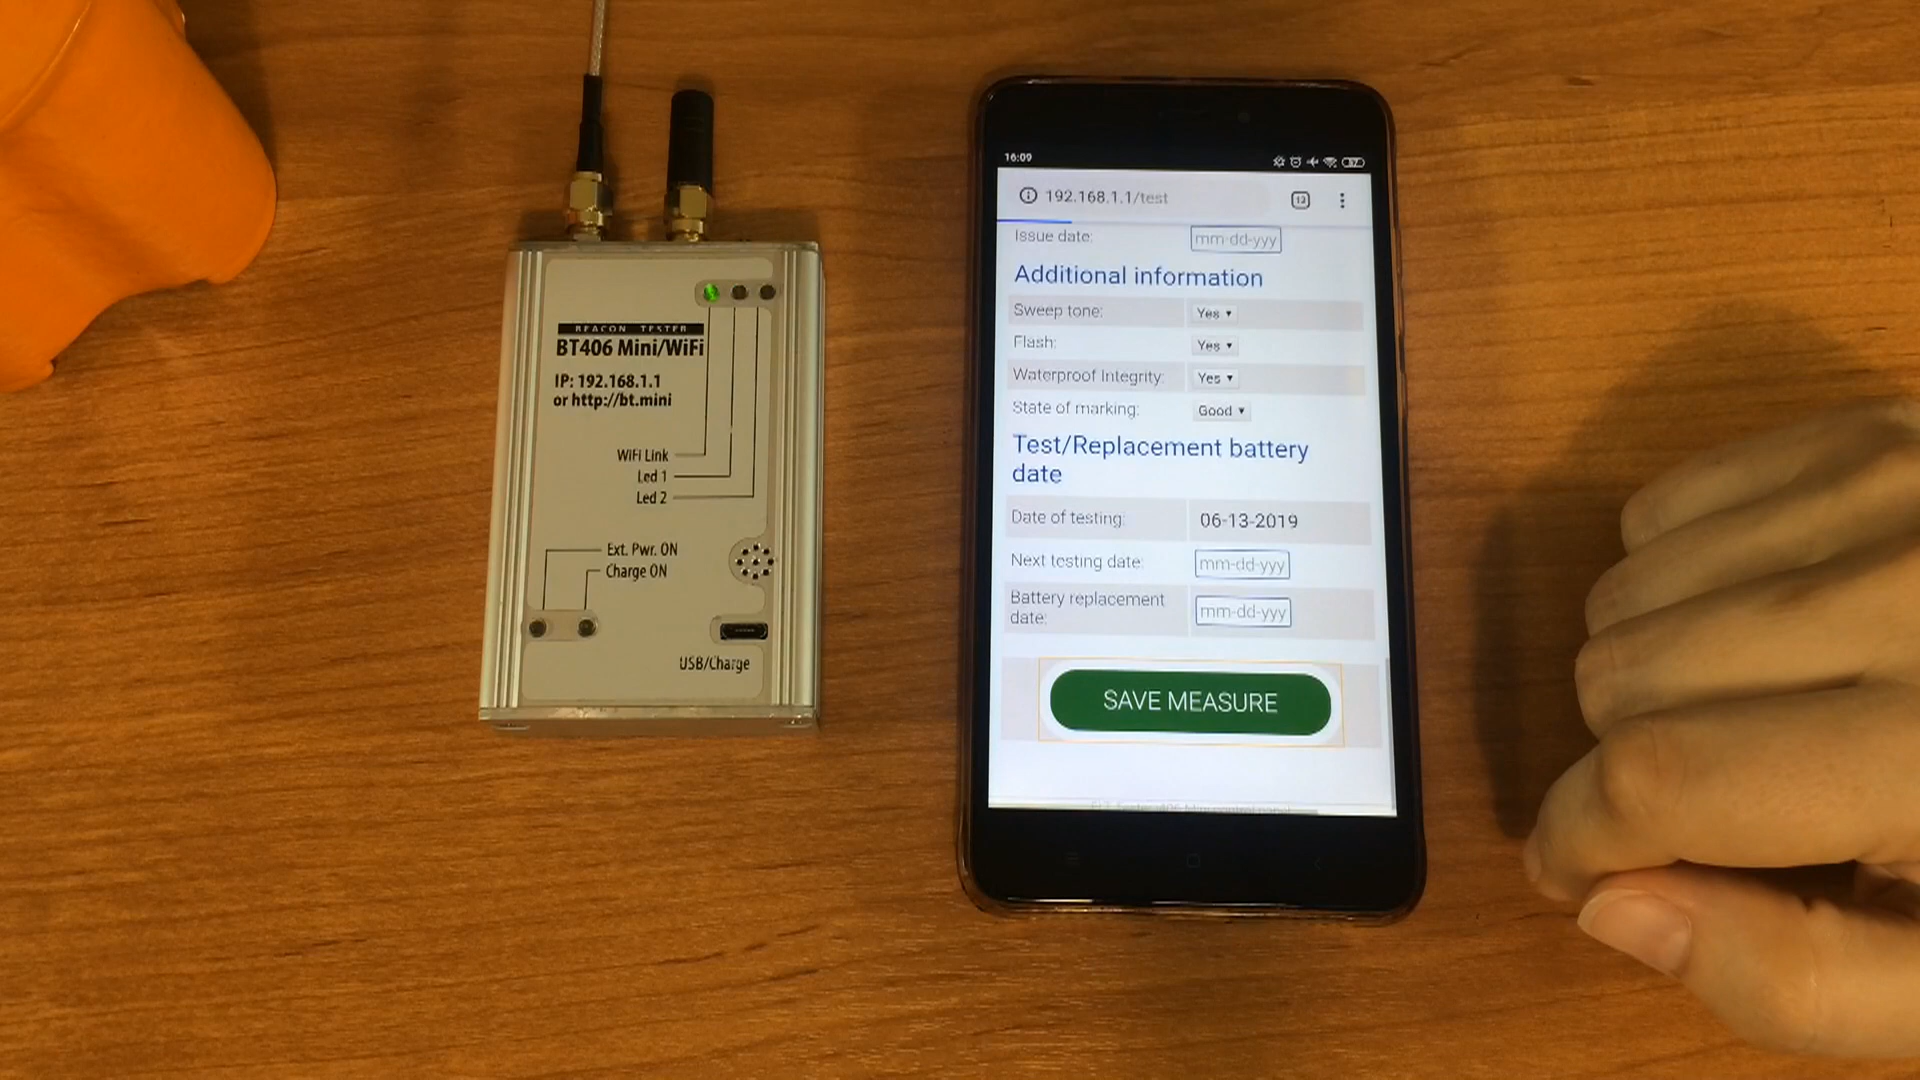 BEACON TESTER
BT406 Mini/WiFi
IP: 192.168.1.1
or http://bt.mini
WiFi Link
Led 1
Led 2
Ext. Pwr. ON
Charge ON
USB/Charge
16:09
57
192.168.1.1/test
13
Issue date: mm-dd-yyy
Additional information
Sweep tone: Yes
Flash: Yes
Waterproof Integrity: Yes
State of marking: Good
Test/Replacement battery
date
Date of testing: 06-13-2019
Next testing date: mm-dd-yyy
Battery replacement
date: mm-dd-yyy
SAVE MEASURE